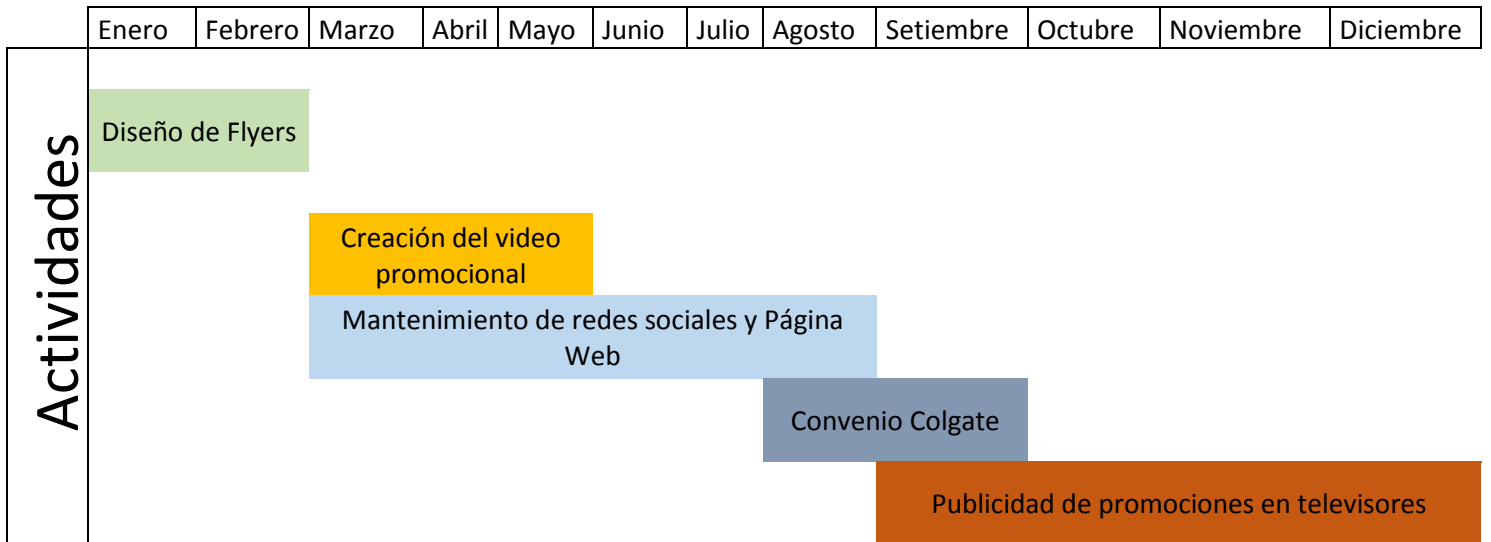 Enero Febrero Marzo Abril Mayo Junio Julio Agosto Setiembre Octubre Noviembre Diciembre
Actividades
Diseño de Flyers
Creación del video
promocional
Mantenimiento de redes sociales y Página
Web
Convenio Colgate
Publicidad de promociones en televisores